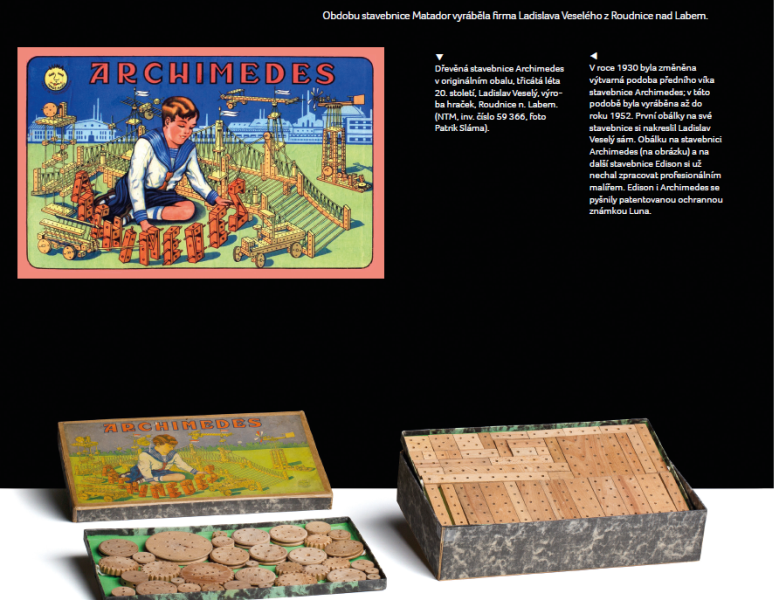 Obdobu stavebnice Matador vyráběla firma Ladislava Veselého z Roudnice nad Labem.
ARCHIMEDES
Dřevěná stavebnice Archimedes
v originálním obalu, třicátá léta
20. století, Ladislav Veselý, výro-
ba hraček, Roudnice n. Labem.
(NTM, inv. číslo 59 366, foto
Patrik Sláma).
V roce 1930 byla změněna
výtvarná podoba předního víka
stavebnice Archimedes; v této
podobě byla vyráběna až do
roku 1952. První obálky na své
stavebnice si nakreslil Ladislav
Veselý sám. Obálku na stavebnici
Archimedes (na obrázku) a na
další stavebnice Edison si už
nechal zpracovat profesionálním
malířem. Edison i Archimedes se
pyšnily patentovanou ochrannou
známkou Luna.
ARCHIMEDES